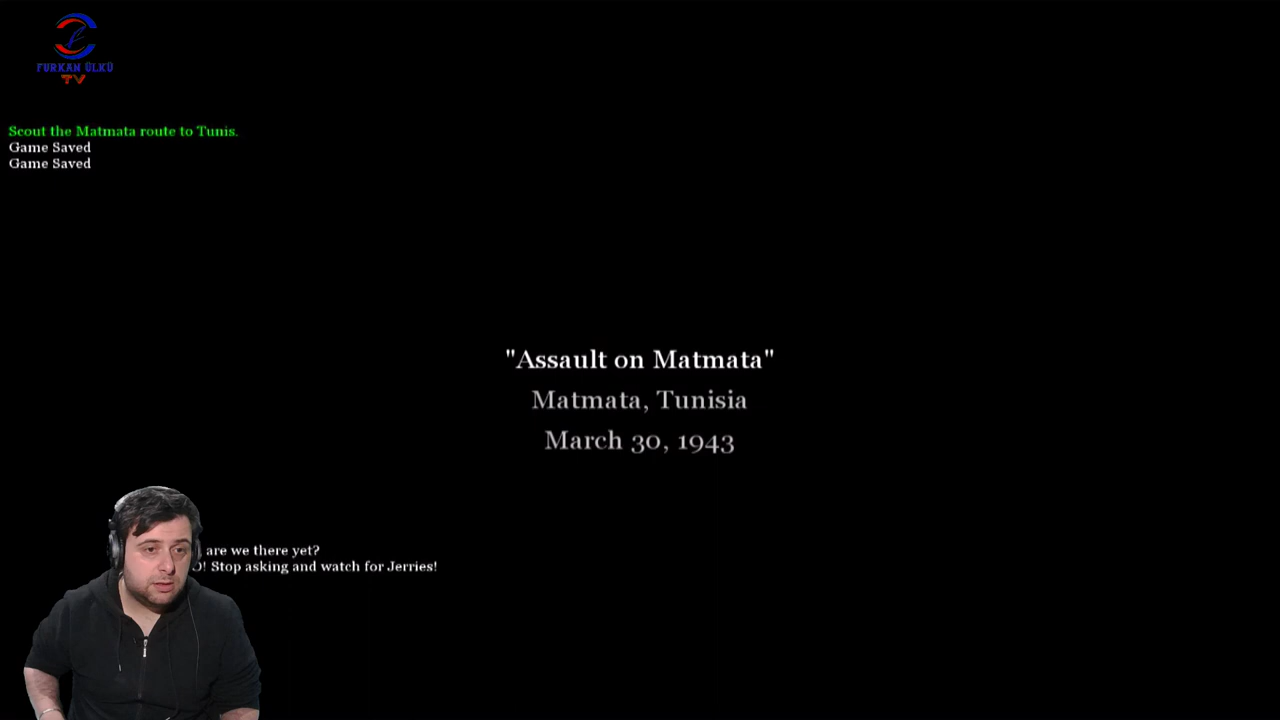 FURKAN ÜLKÜ
TV
Scout the Matmata route to Tunis.
Game Saved
Game Saved
"Assault on Matmata"
Matmata, Tunisia
March 30, 1943
are we there yet?
Stop asking and watch for Jerries!